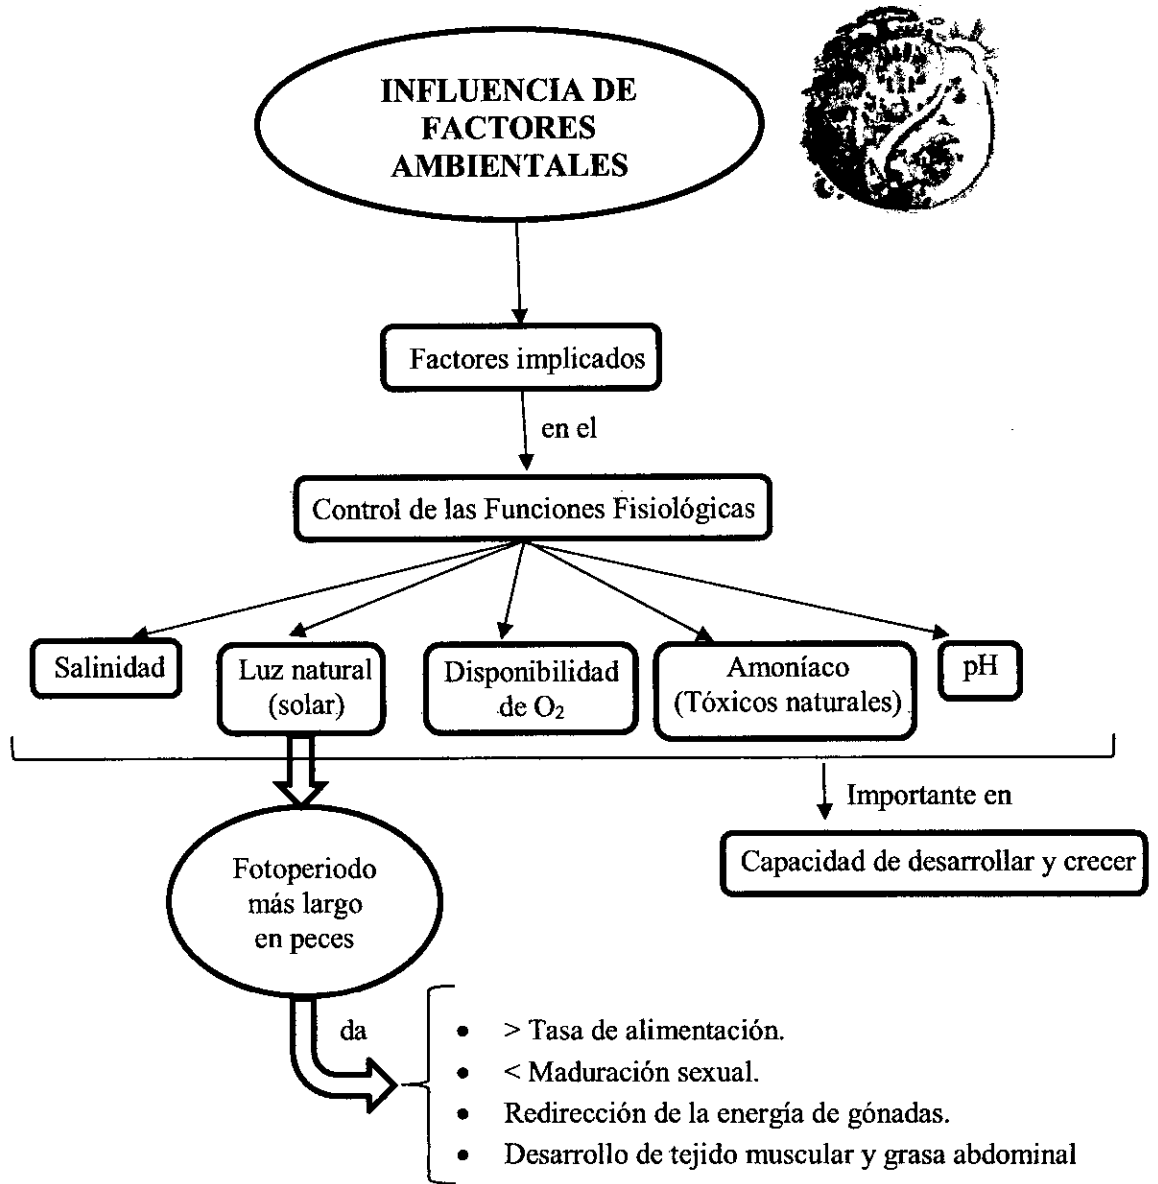 INFLUENCIA DE
FACTORES
AMBIENTALES
Factores implicados
en el
Control de las Funciones Fisiológicas
Salinidad
Luz natural
(solar)
Disponibilidad
de O₂
Amoníaco
(Tóxicos naturales)
pH
Importante en
Capacidad de desarrollar y crecer
Fotoperiodo
más largo
en peces
da
• > Tasa de alimentación.
• < Maduración sexual.
• Redirección de la energía de gónadas.
• Desarrollo de tejido muscular y grasa abdominal